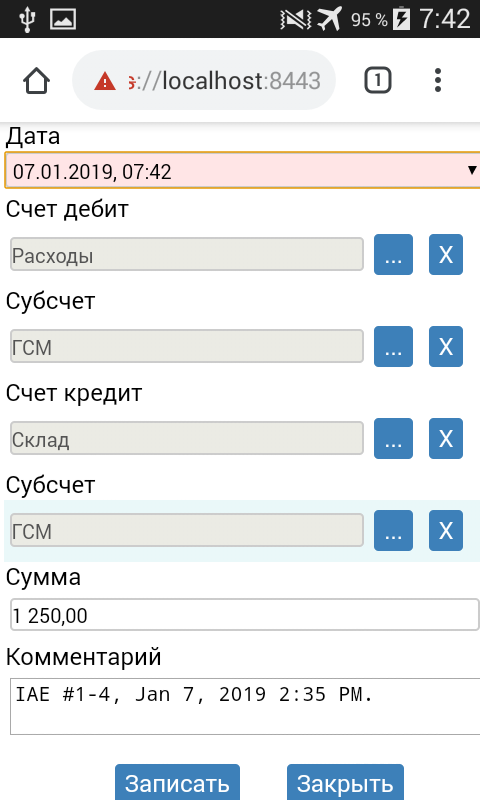 95 % 7:42
s://localhost:8443 1
Дата
07.01.2019, 07:42
Счет дебит
Расходы ... X
Субсчет
ГСМ ... X
Счет кредит
Склад ... X
Субсчет
ГСМ ... X
Сумма
1 250,00
Комментарий
IAE #1-4, Jan 7, 2019 2:35 PM.
Записать Закрыть